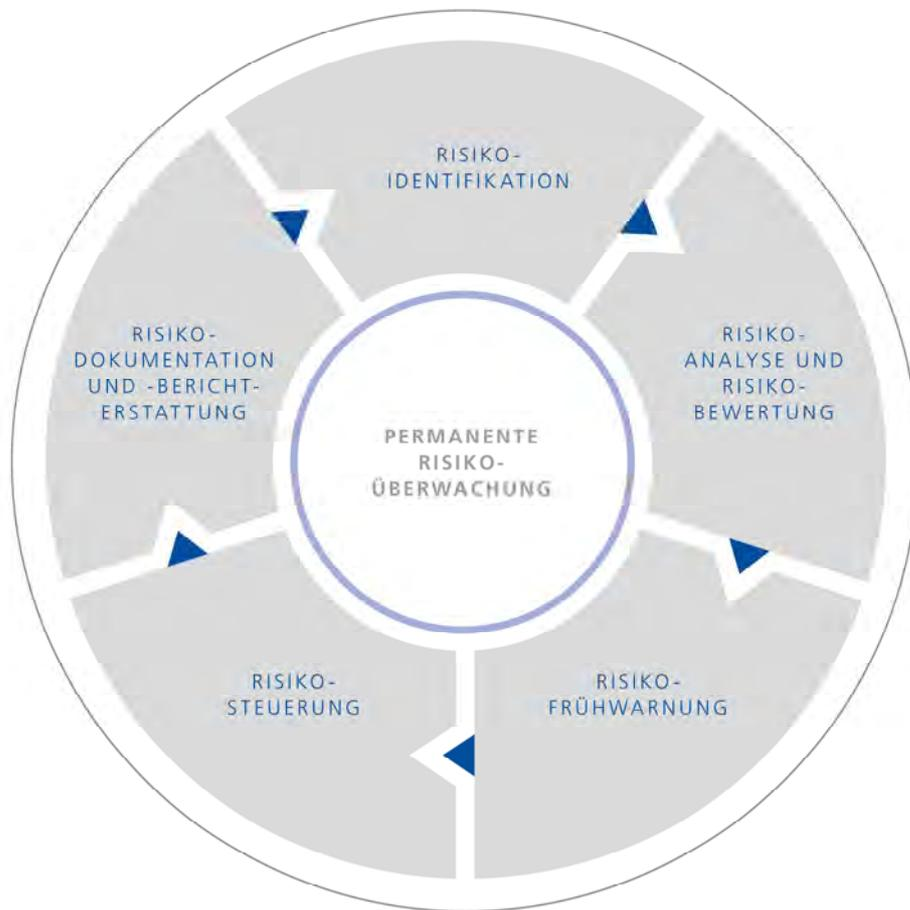 RISIKO-
IDENTIFIKATION
RISIKO-
ANALYSE UND
RISIKO-
BEWERTUNG
RISIKO-
FRÜHWARNUNG
RISIKO-
STEUERUNG
RISIKO-
DOKUMENTATION
UND -BERICHT-
ERSTATTUNG
PERMANENTE
RISIKO-
ÜBERWACHUNG